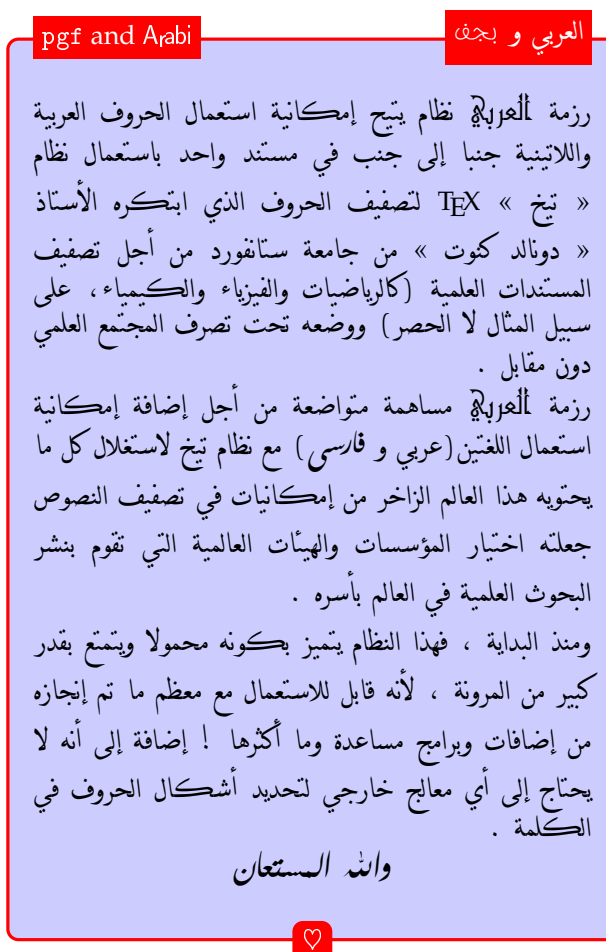 العربي و بجف
pgf and Arabi
رزمة العربي نظام يتيح إمكانية استعمال الحروف العربية
واللاتينية جنبا إلى جنب في مستند واحد باستعمال نظام
« تيخ » TEX لتصفيف الحروف الذي ابتكره الأستاذ
« دونالد كنوت » من جامعة ستانفورد من أجل تصفيف
المستندات العلمية (كالرياضيات والفيزياء والكيمياء، على
سبيل المثال لا الحصر) ووضعه تحت تصرف المجتمع العلمي
دون مقابل .
رزمة العربي مساهمة متواضعة من أجل إضافة إمكانية
استعمال اللغتين (عربي و فارسی) مع نظام تيخ لاستغلال كل ما
يحتويه هذا العالم الزاخر من إمكانيات في تصفيف النصوص
جعلته اختيار المؤسسات والهيئات العالمية التي تقوم بنشر
البحوث العلمية في العالم بأسره .
ومنذ البداية ، فهذا النظام يتميز بكونه محمولا ويتمتع بقدر
كبير من المرونة ، لأنه قابل للاستعمال مع معظم ما تم إنجازه
من إضافات وبرامج مساعدة وما أكثرها ! إضافة إلى أنه لا
يحتاج إلى أي معالج خارجي لتحديد أشكال الحروف في
الكلمة .
والله المستعان